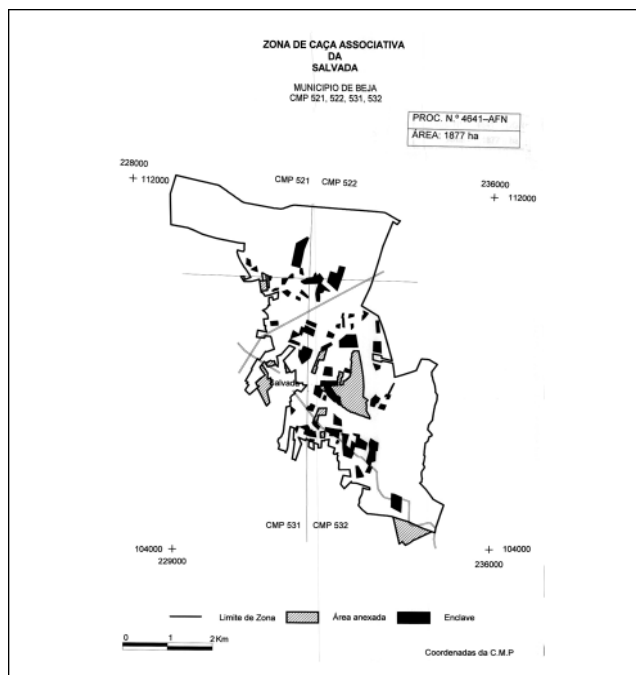 ZONA DE CAÇA ASSOCIATIVA
DA
SALVADA
MUNICIPIO DE BEJA
CMP 521, 522, 531, 532
PROC. N.º 4641–AFN
ÁREA: 1877 ha
228000
112000
CMP 521
CMP 522
236000
112000
Salvada
CMP 531
CMP 532
104000
229000
104000
236000
Limite de Zona
Área anexada
Enclave
0 1 2 Km
Coordenadas da C.M.P